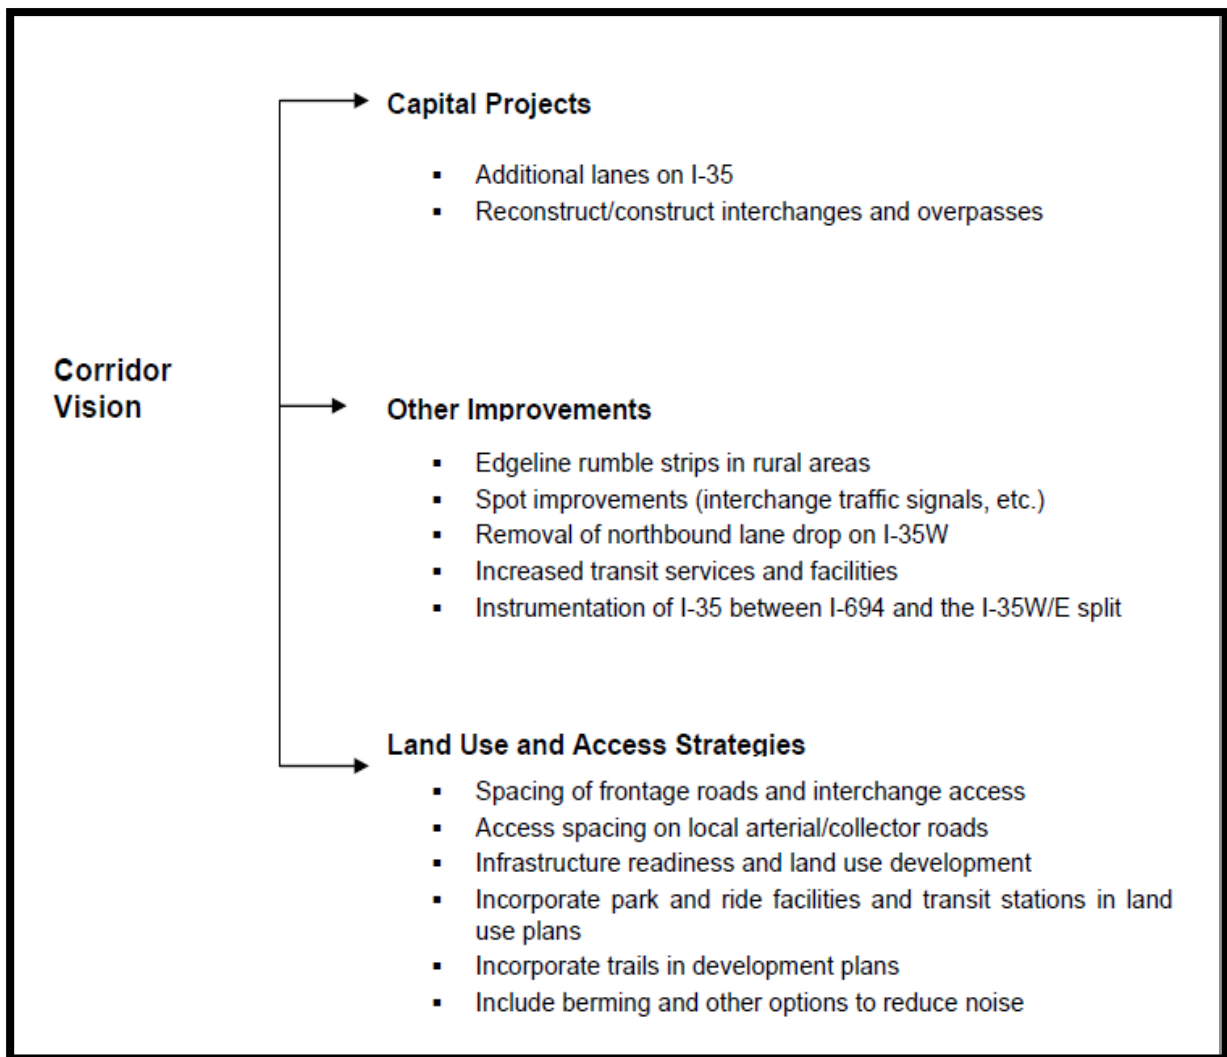 Capital Projects
▪ Additional lanes on I-35
▪ Reconstruct/construct interchanges and overpasses
Corridor
Vision
Other Improvements
▪ Edgeline rumble strips in rural areas
▪ Spot improvements (interchange traffic signals, etc.)
▪ Removal of northbound lane drop on I-35W
▪ Increased transit services and facilities
▪ Instrumentation of I-35 between I-694 and the I-35W/E split
Land Use and Access Strategies
▪ Spacing of frontage roads and interchange access
▪ Access spacing on local arterial/collector roads
▪ Infrastructure readiness and land use development
▪ Incorporate park and ride facilities and transit stations in land
use plans
▪ Incorporate trails in development plans
▪ Include berming and other options to reduce noise